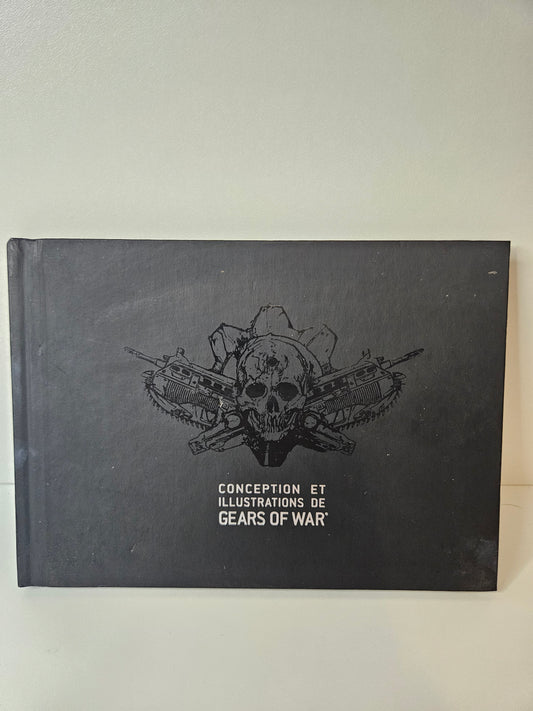 CONCEPTION ET
ILLUSTRATIONS DE
GEARS OF WAR®